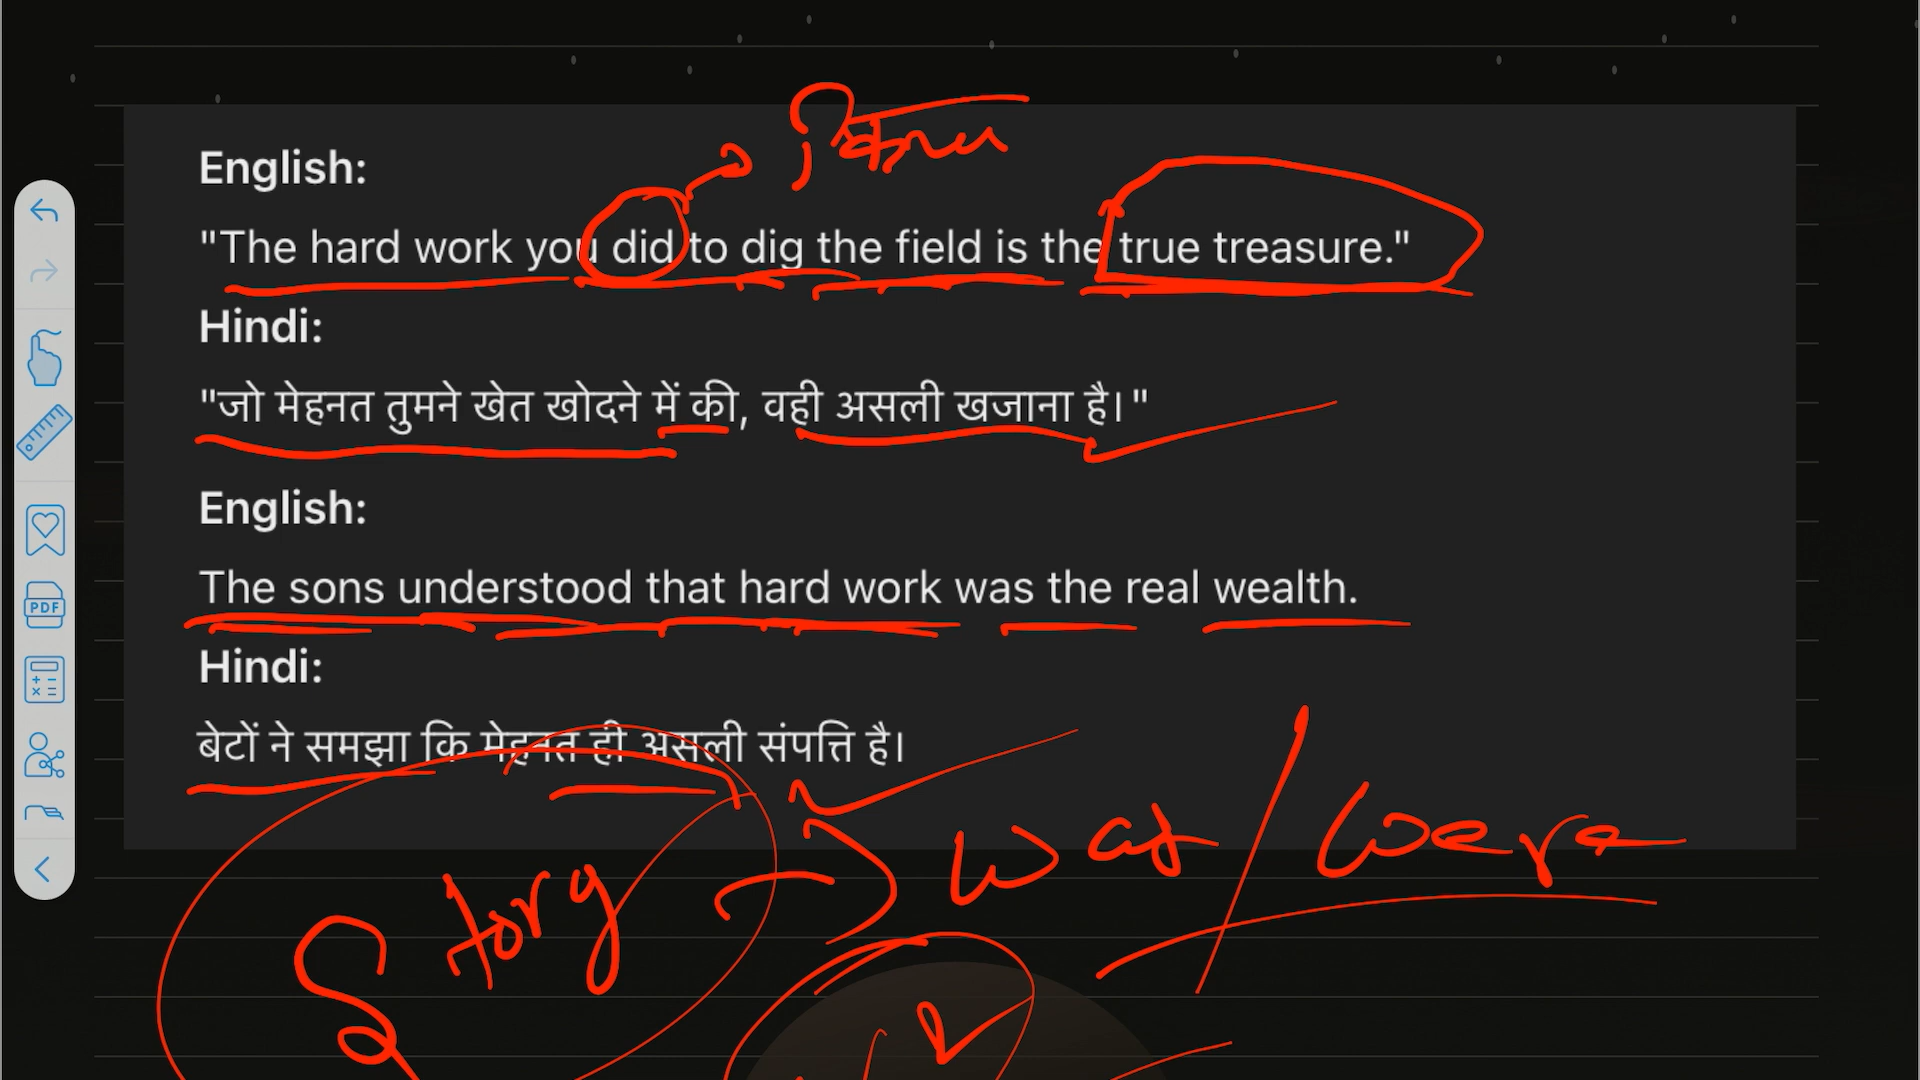 किया
English:
"The hard work you did to dig the field is the true treasure."
Hindi:
"जो मेहनत तुमने खेत खोदने में की, वही असली खजाना है।"
English:
The sons understood that hard work was the real wealth.
Hindi:
बेटों ने समझा कि मेहनत ही असली संपत्ति है।
Story was / were
PDF